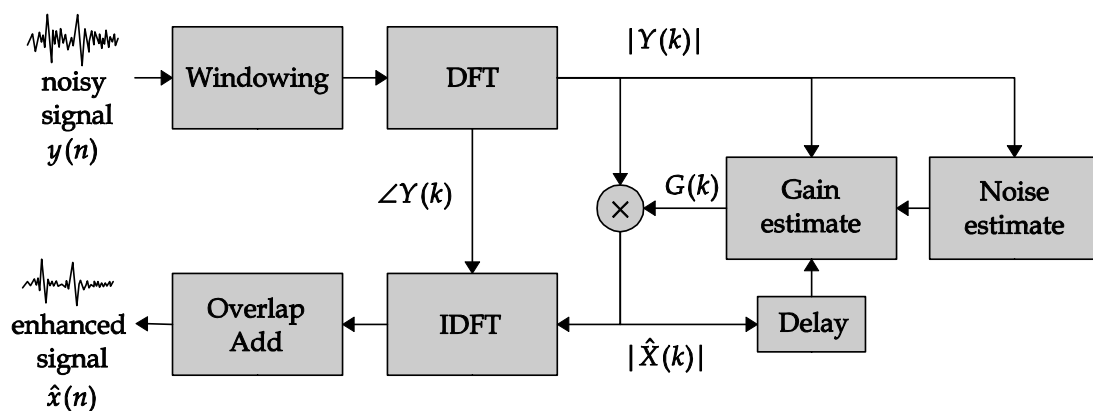 noisy
signal
y(n)
Windowing
DFT
|Y(k)|
∠Y(k)
×
G(k)
Gain
estimate
Noise
estimate
enhanced
signal
x̂(n)
Overlap
Add
IDFT
|X̂(k)|
Delay